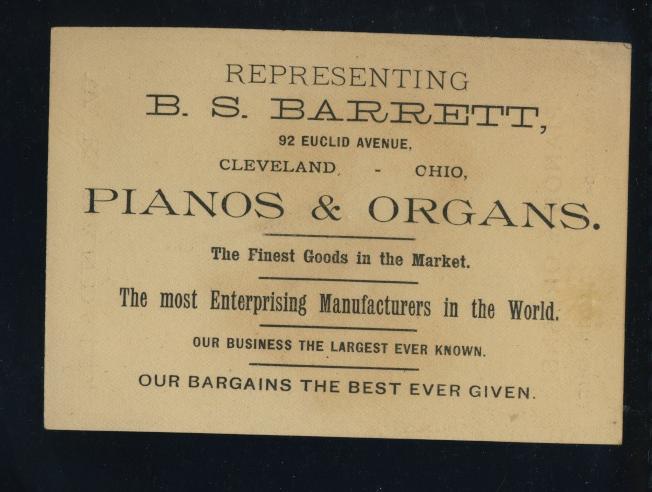 REPRESENTING
B. S. BARRETT,
92 EUCLID AVENUE,
CLEVELAND, - OHIO,
PIANOS & ORGANS.
The Finest Goods in the Market.
The most Enterprising Manufacturers in the World.
OUR BUSINESS THE LARGEST EVER KNOWN.
OUR BARGAINS THE BEST EVER GIVEN.